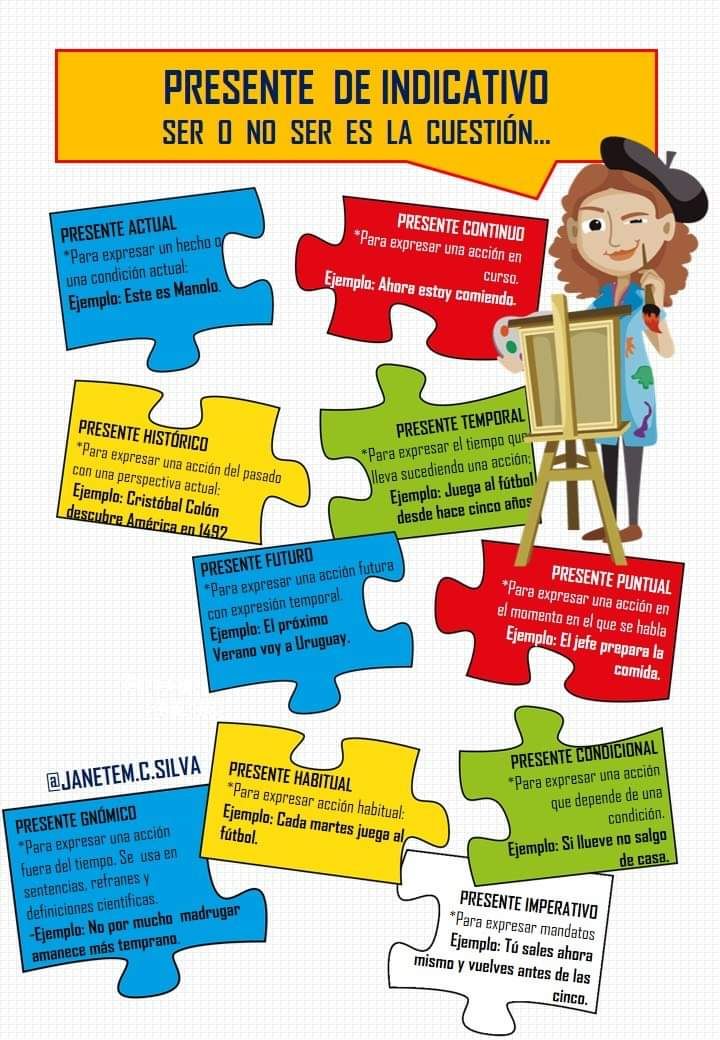 PRESENTE DE INDICATIVO
SER O NO SER ES LA CUESTIÓN...
PRESENTE ACTUAL
*Para expresar un hecho o
una condición actual:
Ejemplo: Este es Manolo.
PRESENTE CONTINUO
*Para expresar una acción en
curso.
Ejemplo: Ahora estoy comiendo.
PRESENTE HISTÓRICO
*Para expresar una acción del pasado
con una perspectiva actual:
Ejemplo: Cristóbal Colón
descubre América en 1492
PRESENTE TEMPORAL
*Para expresar el tiempo que
lleva sucediendo una acción:
Ejemplo: Juega al fútbol
desde hace cinco años
PRESENTE FUTURO
*Para expresar una acción futura
con expresión temporal.
Ejemplo: El próximo
Verano voy a Uruguay.
PRESENTE PUNTUAL
*Para expresar una acción en
el momento en el que se habla
Ejemplo: El jefe prepara la
comida.
@JANETEM.C.SILVA
PRESENTE HABITUAL
*Para expresar acción habitual:
Ejemplo: Cada martes juega al
fútbol.
PRESENTE CONDICIONAL
*Para expresar una acción
que depende de una
condición.
Ejemplo: Si llueve no salgo
de casa.
PRESENTE GNÓMICO
*Para expresar una acción
fuera del tiempo. Se usa en
sentencias, refranes y
definiciones científicas.
-Ejemplo: No por mucho madrugar
amanece más temprano.
PRESENTE IMPERATIVO
*Para expresar mandatos
Ejemplo: Tú sales ahora
mismo y vuelves antes de las
cinco.